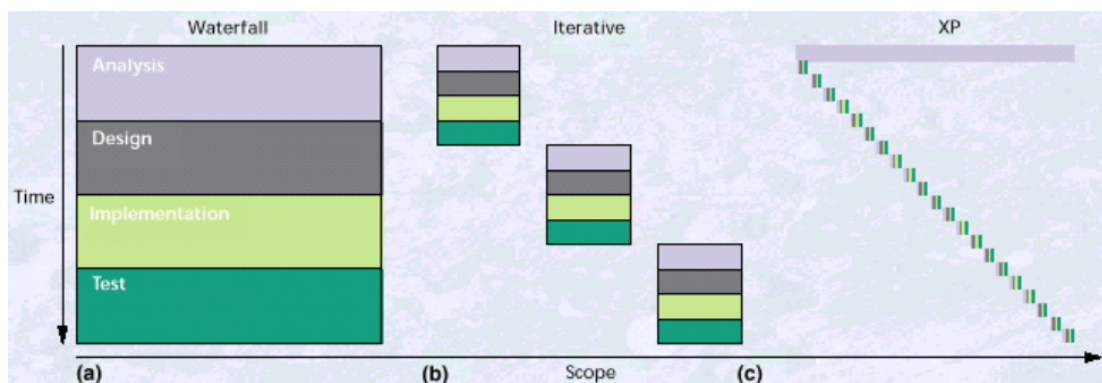 Waterfall Iterative XP
Analysis
Design
Time
Implementation
Test
(a) (b) Scope (c)